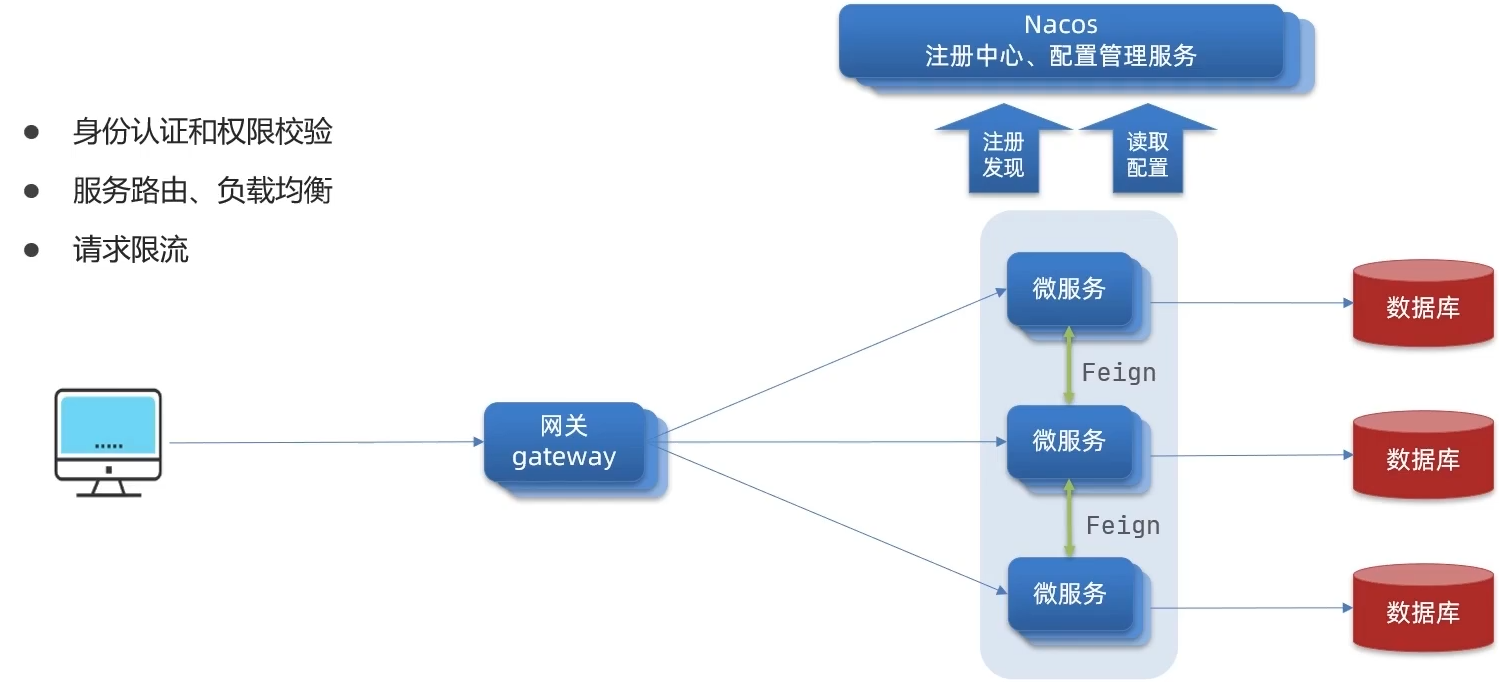 Nacos
注册中心、配置管理服务
身份认证和权限校验
服务路由、负载均衡
请求限流
注册
发现
读取
配置
网关
gateway
微服务
数据库
Feign
微服务
数据库
Feign
微服务
数据库